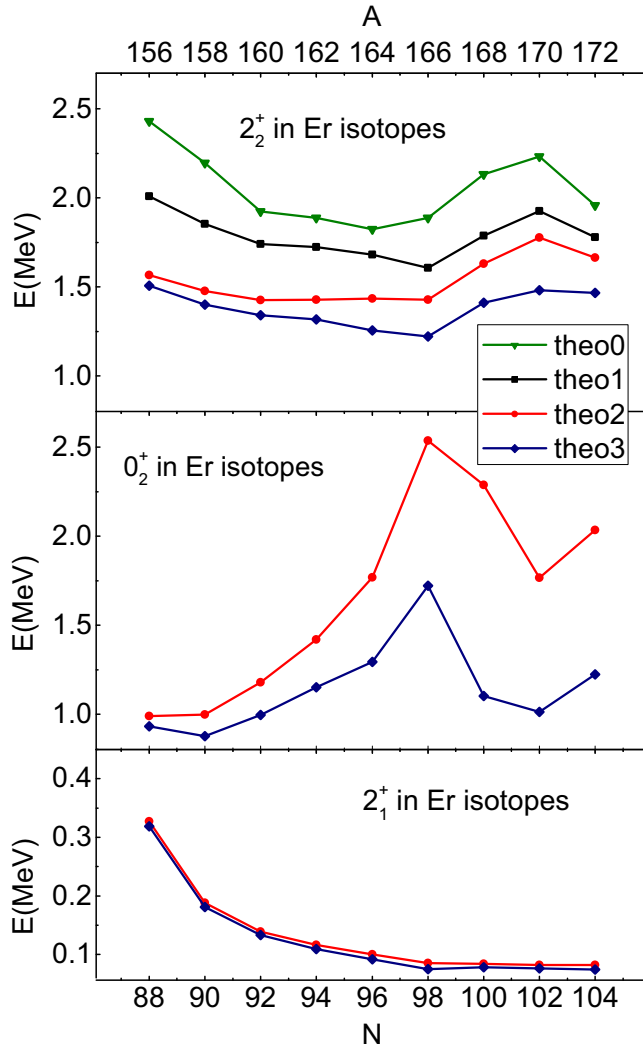 A
156 158 160 162 164 166 168 170 172
2.5
2.0
1.5
1.0
E(MeV)
2₂⁺ in Er isotopes
theo0
theo1
theo2
theo3
2.5
2.0
1.5
1.0
E(MeV)
0₂⁺ in Er isotopes
0.4
0.3
0.2
0.1
E(MeV)
2₁⁺ in Er isotopes
88 90 92 94 96 98 100 102 104
N